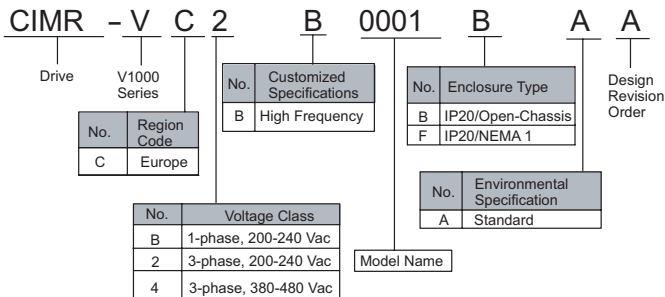 CIMR - V C 2 B 0001 B A A
Drive
V1000
Series
No. Region
Code
C Europe
No. Voltage Class
B 1-phase, 200-240 Vac
2 3-phase, 200-240 Vac
4 3-phase, 380-480 Vac
No. Customized
Specifications
B High Frequency
Model Name
No. Enclosure Type
B IP20/Open-Chassis
F IP20/NEMA 1
No. Environmental
Specification
A Standard
Design
Revision
Order